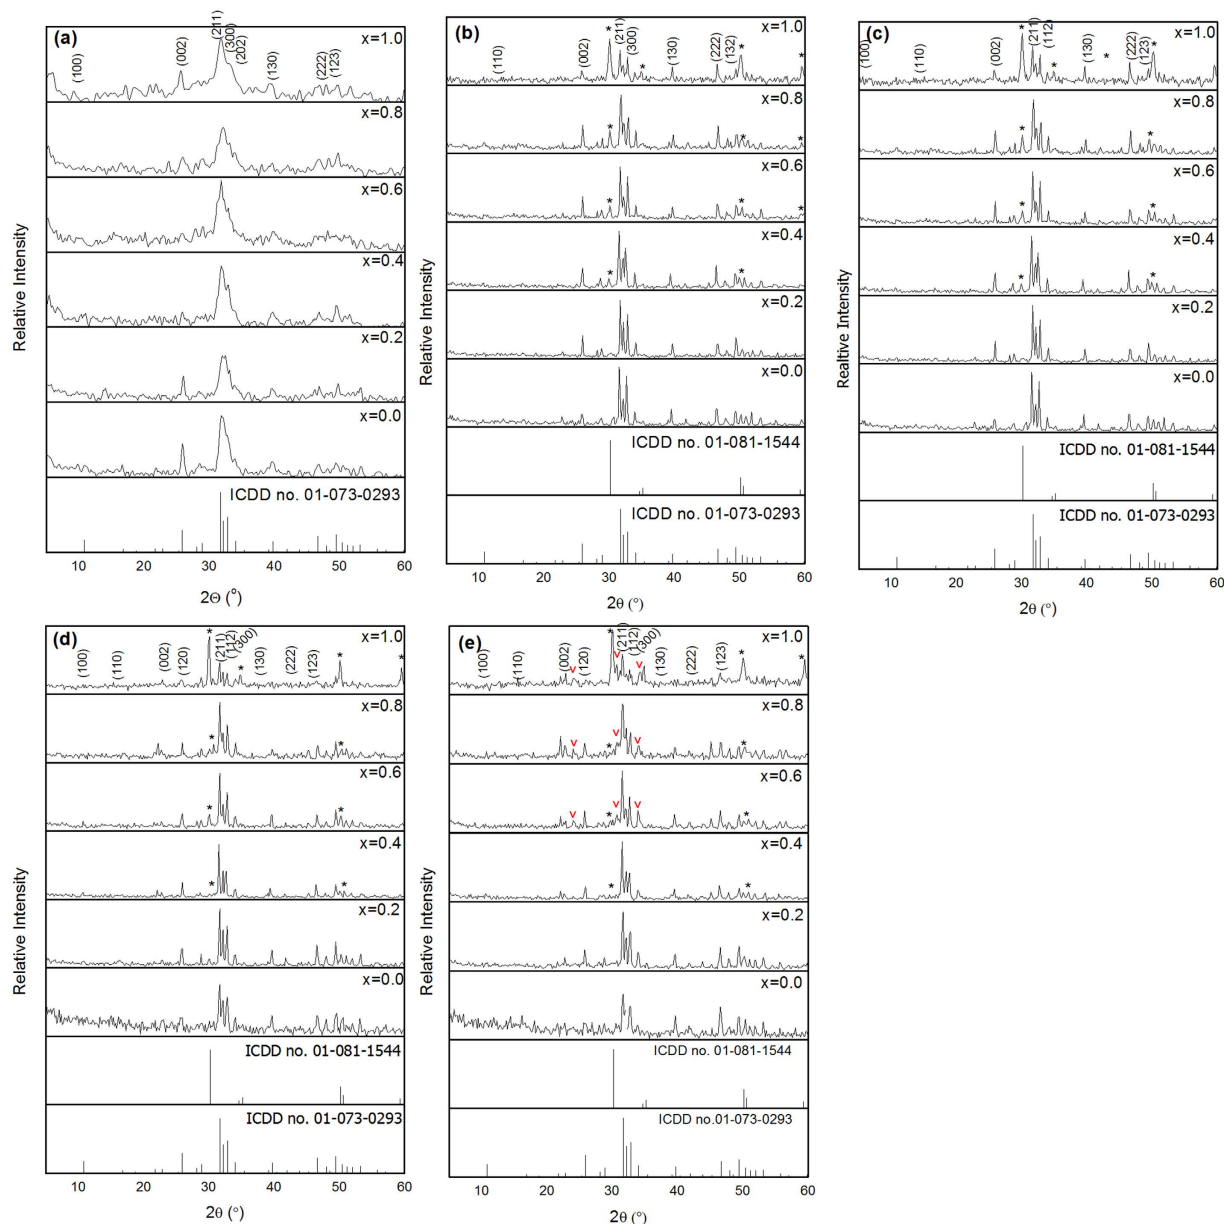 (a)
x=1.0
(100)
(002)
(211)
(300)
(202)
(130)
(222)
(123)
x=0.8
x=0.6
x=0.4
x=0.2
x=0.0
ICDD no. 01-073-0293
Relative Intensity
10 20 30 40 50 60
2Θ (°)
(b)
x=1.0
(110)
(002)
*
(211)
(300)
*
(130)
(222)
(132)
*
*
x=0.8
* * *
x=0.6
* * *
x=0.4
* *
x=0.2
x=0.0
ICDD no. 01-081-1544
ICDD no. 01-073-0293
Relative Intensity
10 20 30 40 50 60
2θ (°)
(c)
x=1.0
(100)
(110)
(002)
*
(211)
(112)
*
(130)
*
(222)
(123)
*
x=0.8
* *
x=0.6
* *
x=0.4
* *
x=0.2
x=0.0
ICDD no. 01-081-1544
ICDD no. 01-073-0293
Realtive Intensity
10 20 30 40 50 60
2θ (°)
(d)
x=1.0
(100)
(110)
(002)
(120)
*
(211)
(112)
(300)
*
(130)
(222)
(123)
*
*
x=0.8
* *
x=0.6
* *
x=0.4
* *
x=0.2
x=0.0
ICDD no. 01-081-1544
ICDD no. 01-073-0293
Relative Intensity
10 20 30 40 50 60
2θ (°)
(e)
x=1.0
(100)
(110)
(002)
v
(120)
*
v
(211)
(112)
(300)
v
(130)
(222)
(123)
*
*
x=0.8
v * v v *
x=0.6
v * v v *
x=0.4
* *
x=0.2
x=0.0
ICDD no. 01-081-1544
ICDD no.01-073-0293
Relative Intensity
10 20 30 40 50 60
2θ (°)